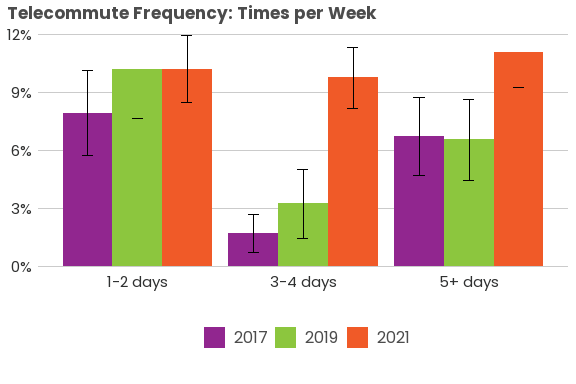 Telecommute Frequency: Times per Week
12%
9%
6%
3%
0%
1-2 days 3-4 days 5+ days
2017 2019 2021